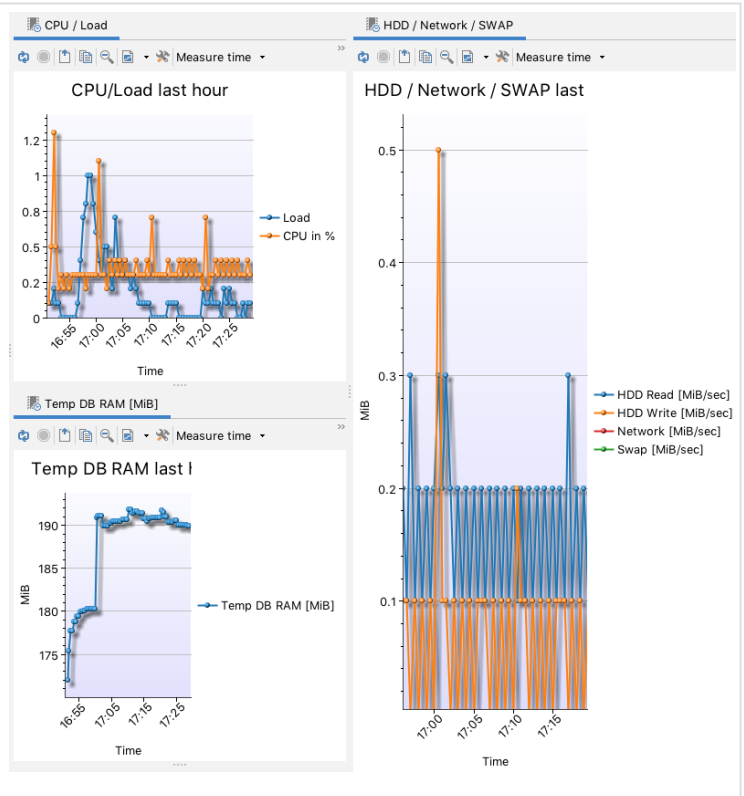 CPU / Load
Measure time
CPU/Load last hour
1.2
1
0.8
0.5
0.2
0
16:55
17:00
17:05
17:10
17:15
17:20
17:25
Time
Load
CPU in %
Temp DB RAM [MiB]
Measure time
Temp DB RAM last h
190
185
180
175
MiB
16:55
17:05
17:15
17:25
Time
Temp DB RAM [MiB]
HDD / Network / SWAP
Measure time
HDD / Network / SWAP last
0.5
0.4
0.3
0.2
0.1
MiB
17:00
17:05
17:10
17:15
Time
HDD Read [MiB/sec]
HDD Write [MiB/sec]
Network [MiB/sec]
Swap [MiB/sec]